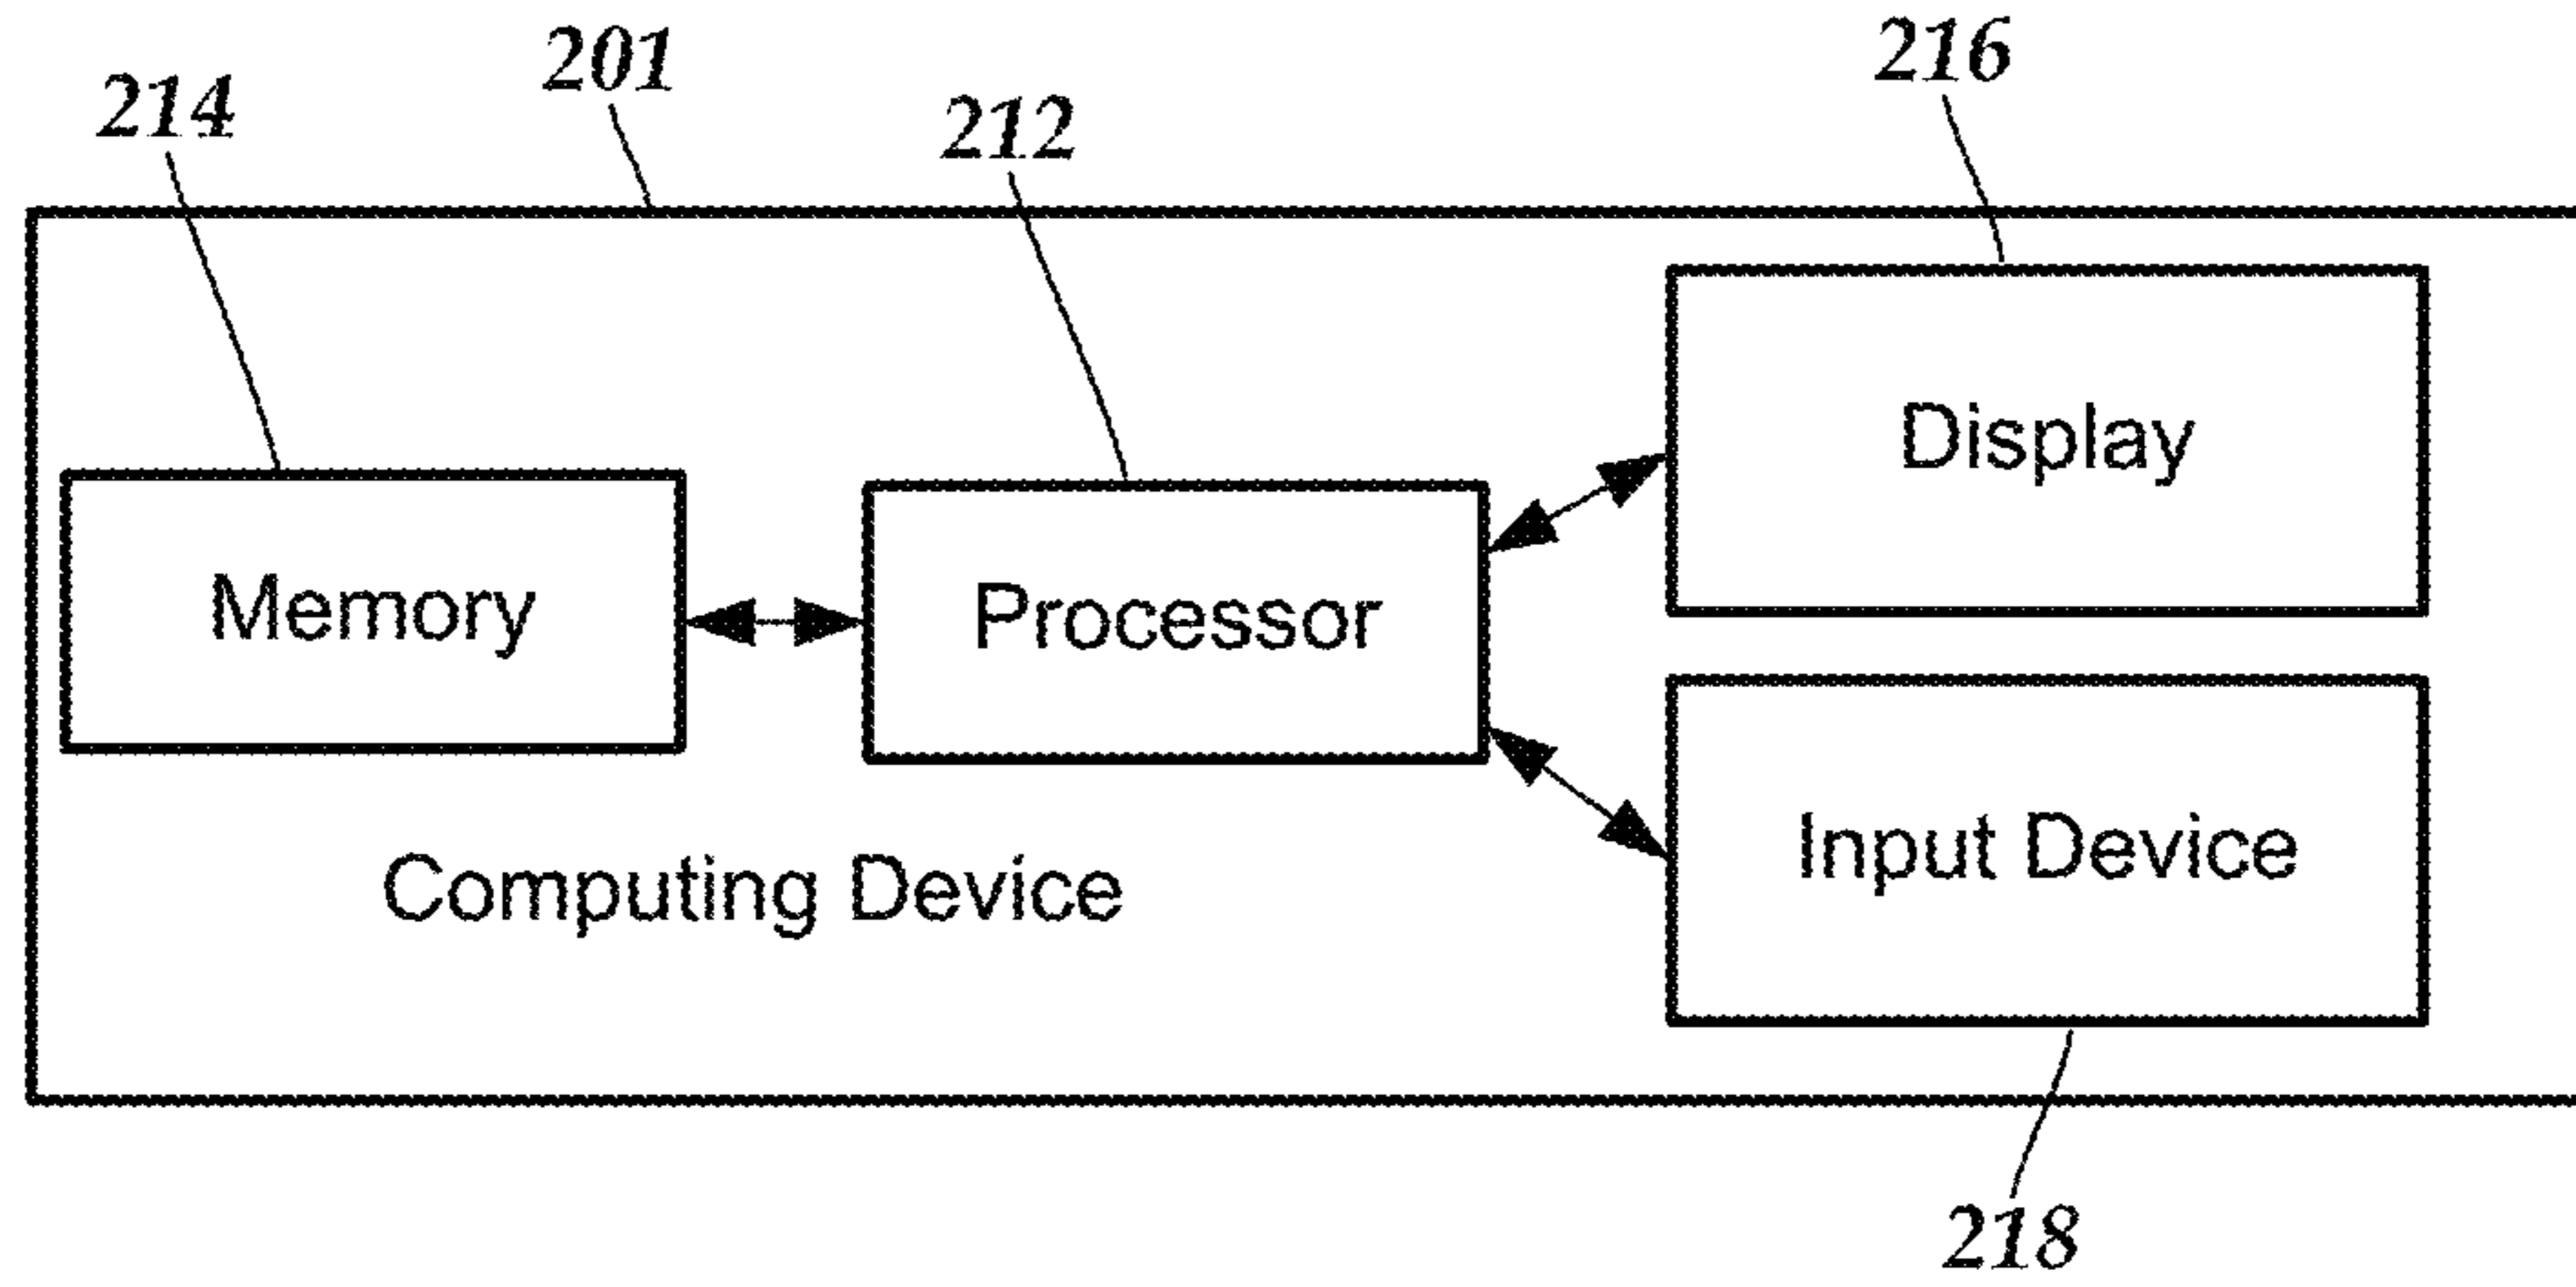 201
216
214
212
Display
Memory
Processor
Input Device
Computing Device
218